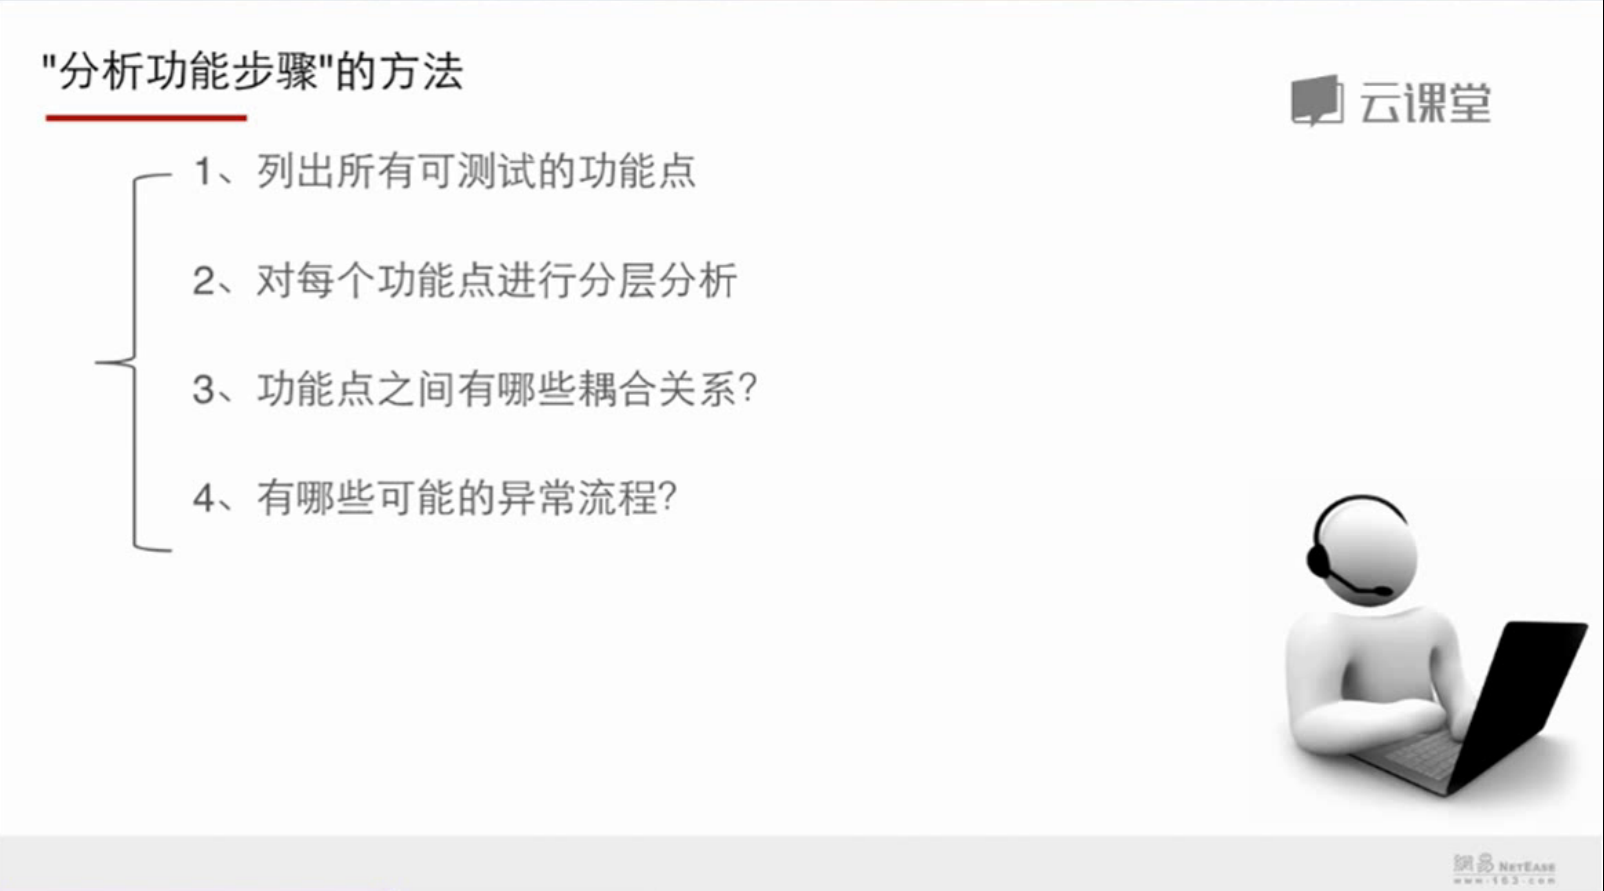 "分析功能步骤"的方法
云课堂
1、列出所有可测试的功能点
2、对每个功能点进行分层分析
3、功能点之间有哪些耦合关系?
4、有哪些可能的异常流程?
網易 NETEASE
www.163.com